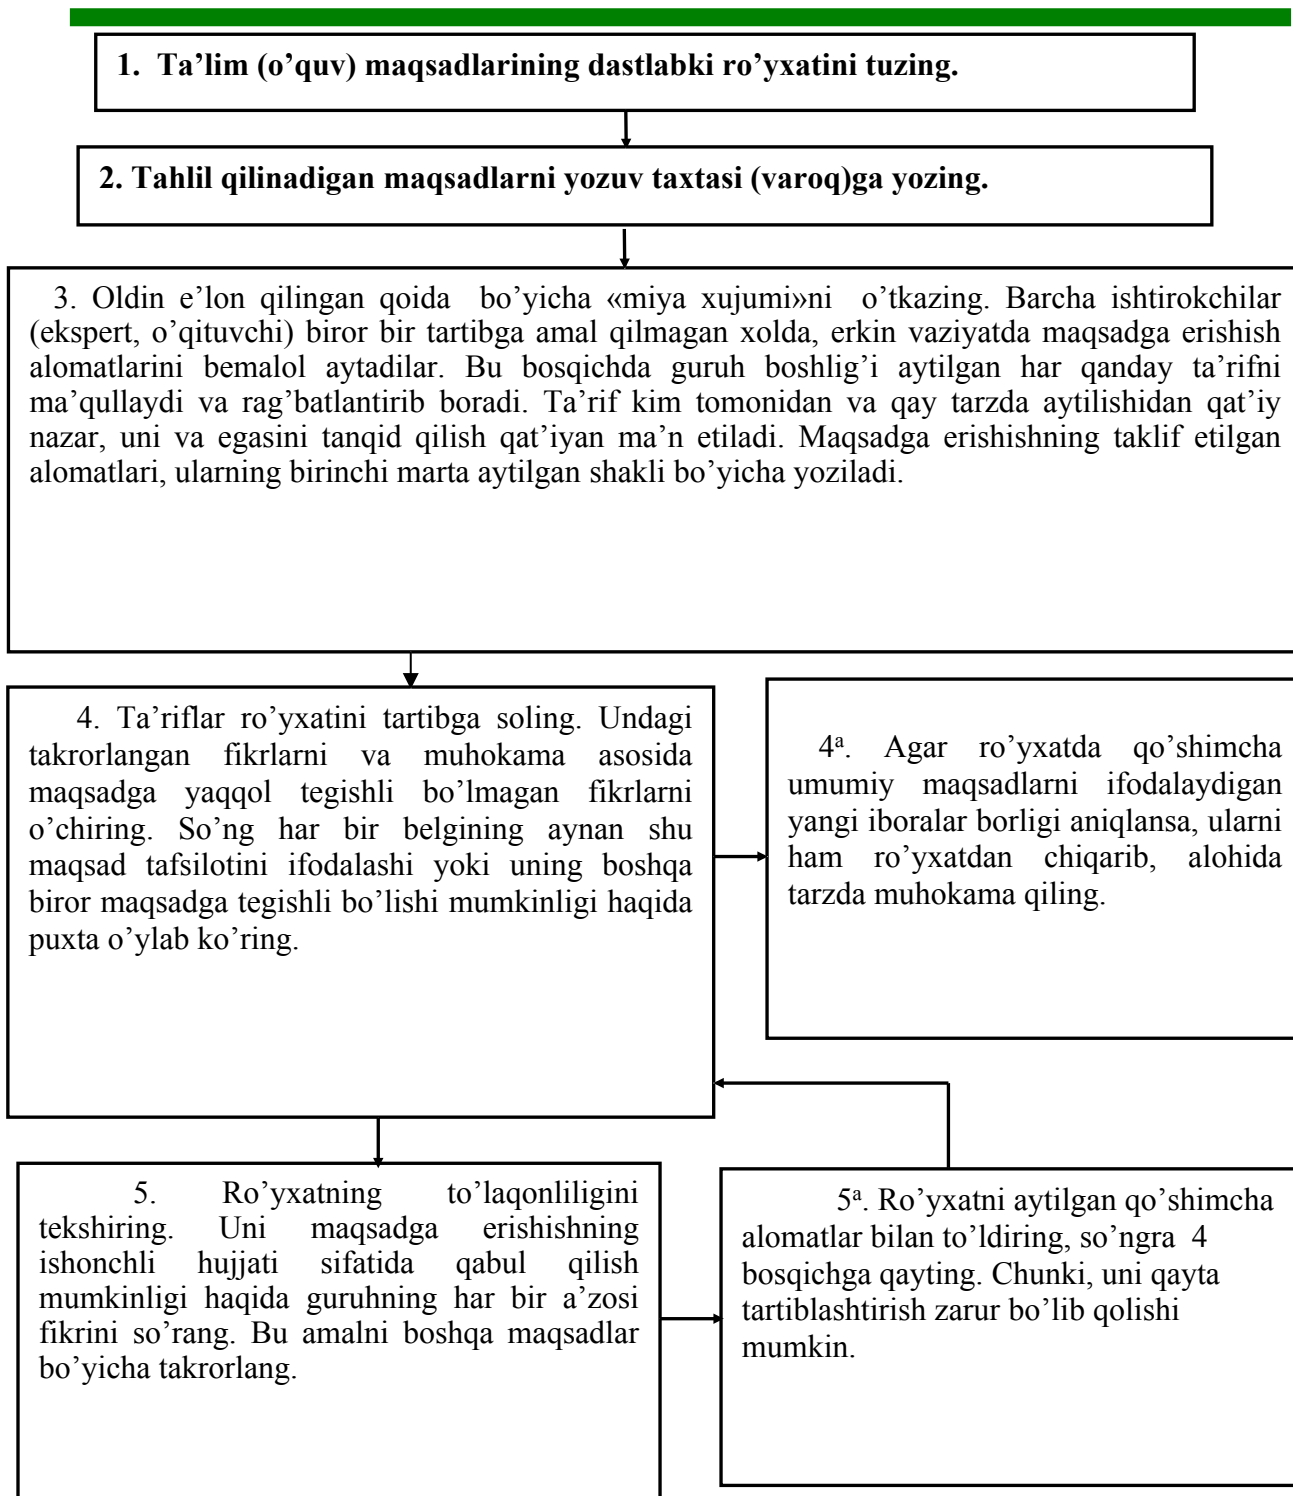 1. Ta’lim (o’quv) maqsadlarining dastlabki ro’yxatini tuzing.
2. Tahlil qilinadigan maqsadlarni yozuv taxtasi (varoq)ga yozing.
3. Oldin e’lon qilingan qoida bo’yicha «miya xujumi»ni o’tkazing. Barcha ishtirokchilar
(ekspert, o’qituvchi) biror bir tartibga amal qilmagan xolda, erkin vaziyatda maqsadga erishish
alomatlarini bemalol aytadilar. Bu bosqichda guruh boshlig’i aytilgan har qanday ta’rifni
ma’qullaydi va rag’batlantirib boradi. Ta’rif kim tomonidan va qay tarzda aytilishidan qat’iy
nazar, uni va egasini tanqid qilish qat’iyan ma’n etiladi. Maqsadga erishishning taklif etilgan
alomatlari, ularning birinchi marta aytilgan shakli bo’yicha yoziladi.
4. Ta’riflar ro’yxatini tartibga soling. Undagi
takrorlangan fikrlarni va muhokama asosida
maqsadga yaqqol tegishli bo’lmagan fikrlarni
o’chiring. So’ng har bir belgining aynan shu
maqsad tafsilotini ifodalashi yoki uning boshqa
biror maqsadga tegishli bo’lishi mumkinligi haqida
puxta o’ylab ko’ring.
4ᵃ. Agar ro’yxatda qo’shimcha
umumiy maqsadlarni ifodalaydigan
yangi iboralar borligi aniqlansa, ularni
ham ro’yxatdan chiqarib, alohida
tarzda muhokama qiling.
5. Ro’yxatning to’laqonliligini
tekshiring. Uni maqsadga erishishning
ishonchli hujjati sifatida qabul qilish
mumkinligi haqida guruhning har bir a’zosi
fikrini so’rang. Bu amalni boshqa maqsadlar
bo’yicha takrorlang.
5ᵃ. Ro’yxatni aytilgan qo’shimcha
alomatlar bilan to’ldiring, so’ngra 4
bosqichga qayting. Chunki, uni qayta
tartiblashtirish zarur bo’lib qolishi
mumkin.